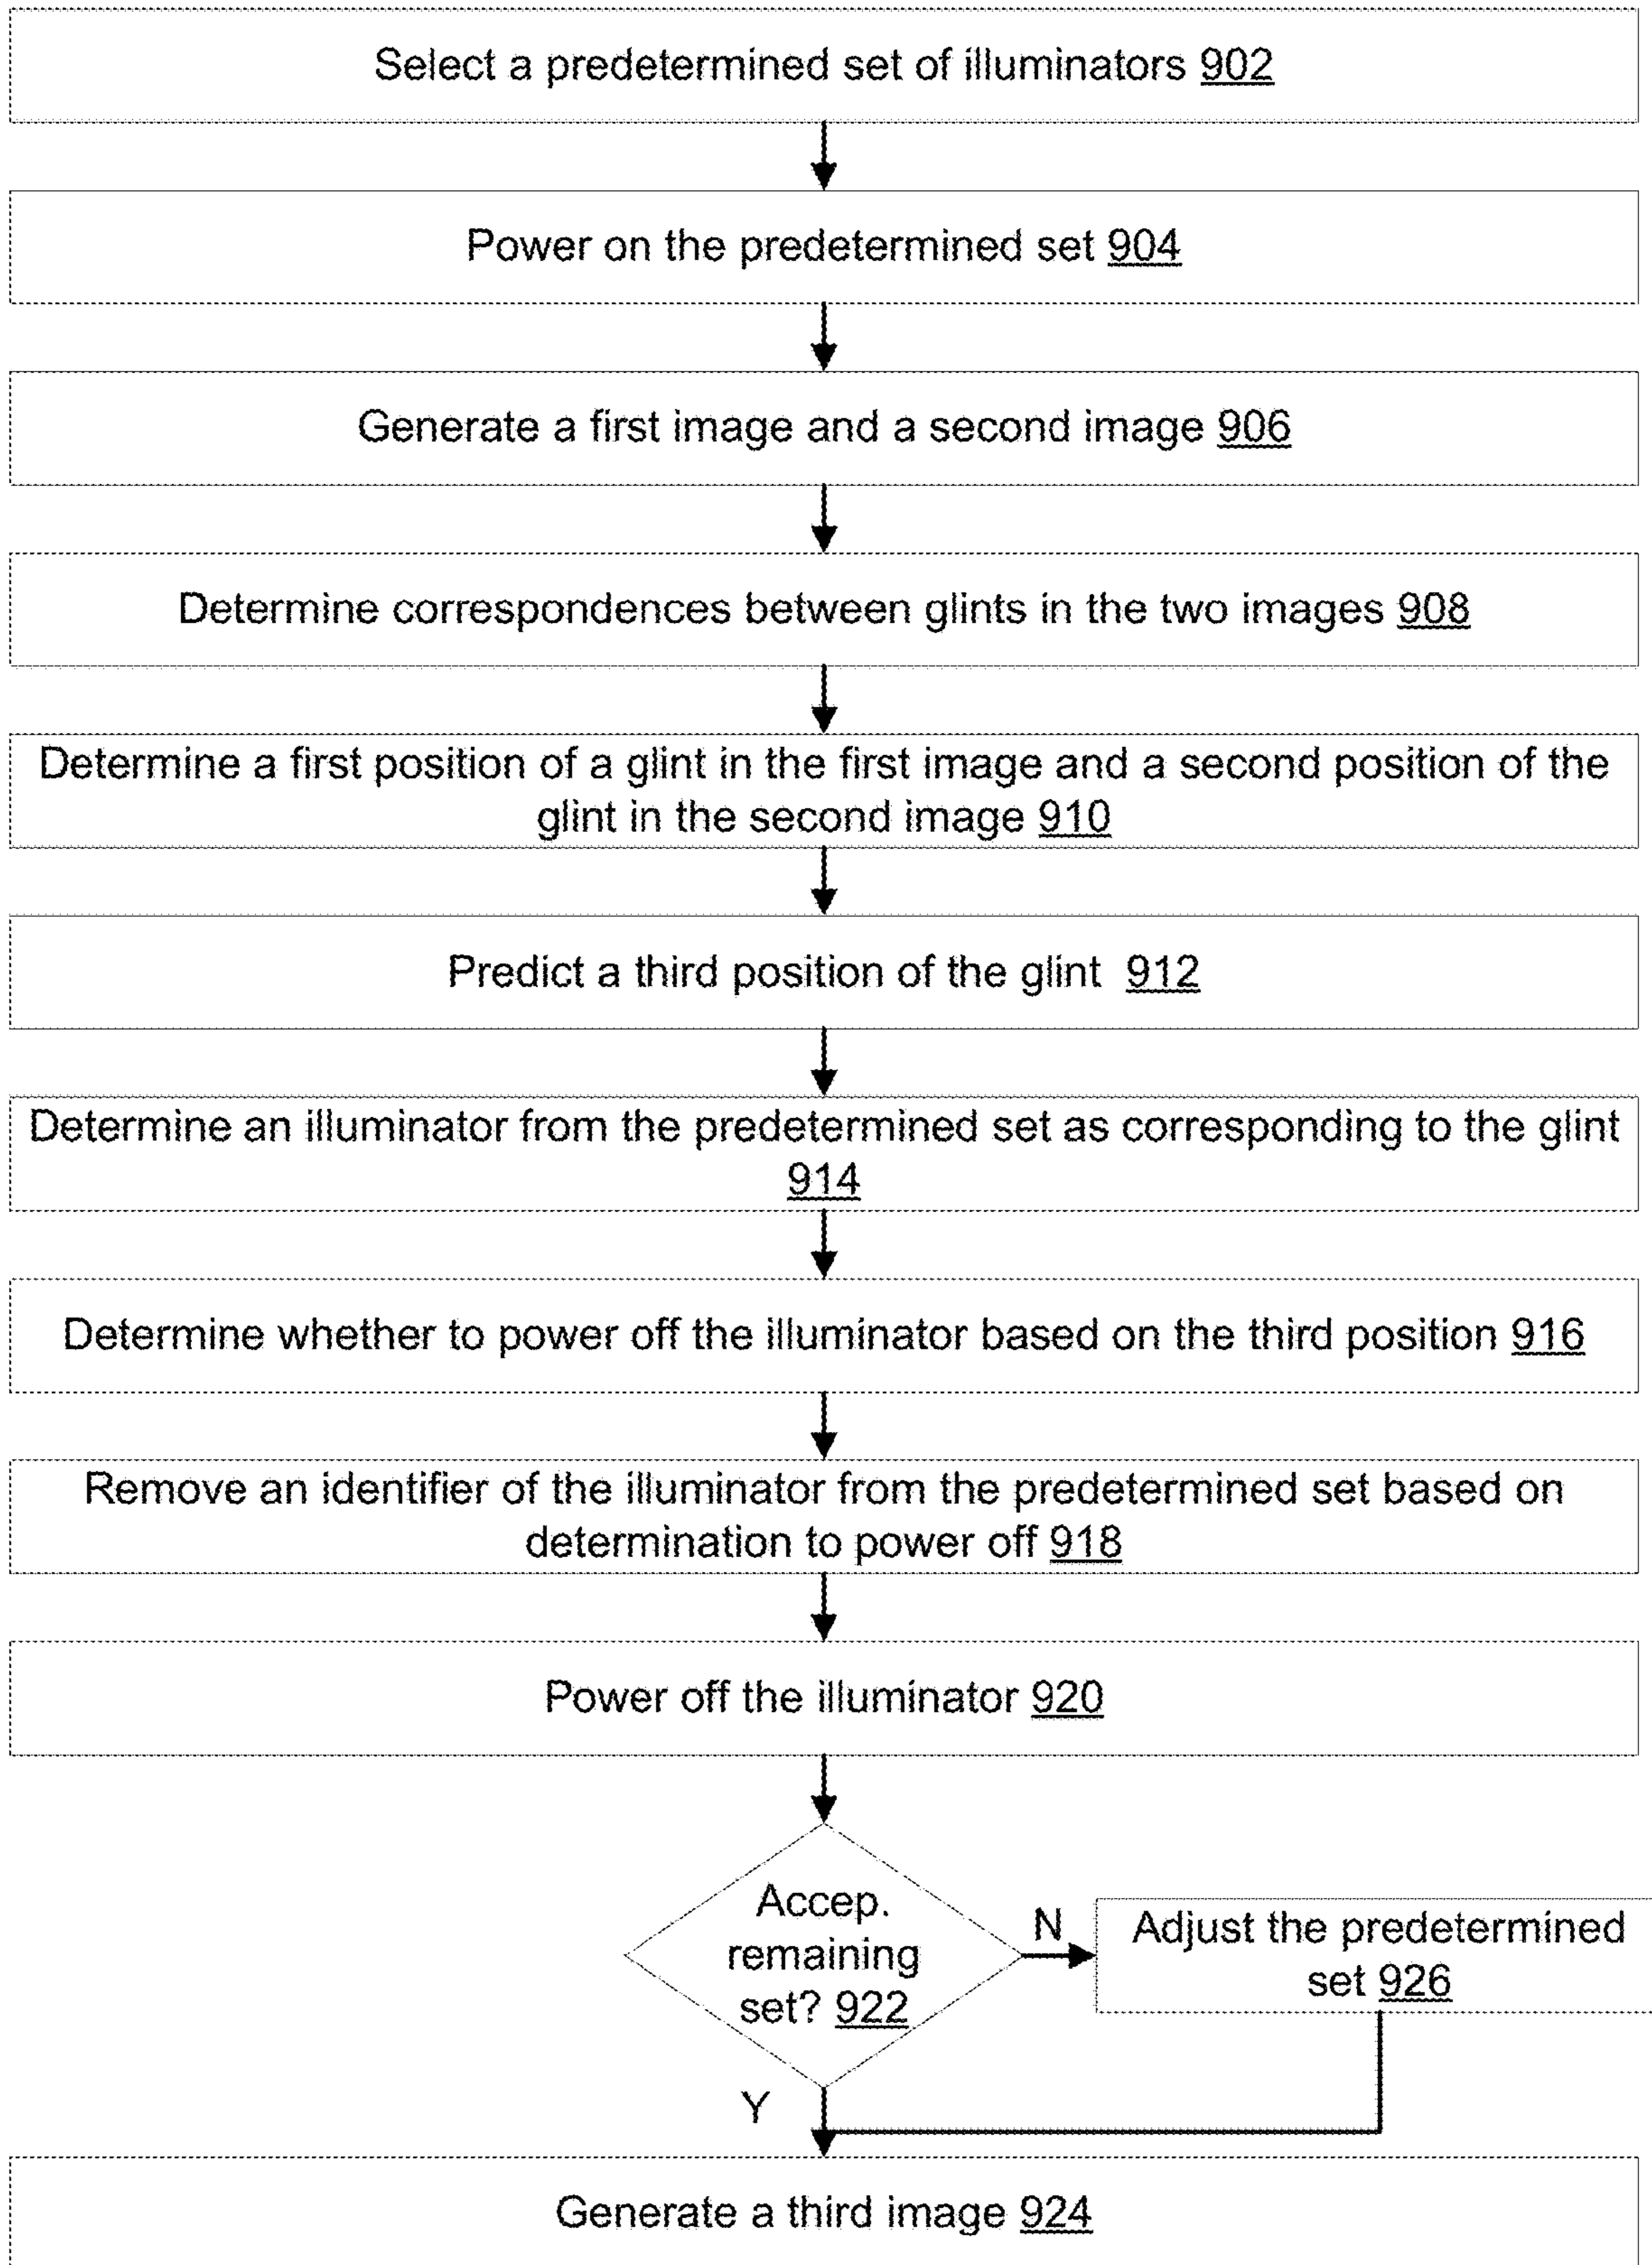 Select a predetermined set of illuminators 902
Power on the predetermined set 904
Generate a first image and a second image 906
Determine correspondences between glints in the two images 908
Determine a first position of a glint in the first image and a second position of the
glint in the second image 910
Predict a third position of the glint 912
Determine an illuminator from the predetermined set as corresponding to the glint
914
Determine whether to power off the illuminator based on the third position 916
Remove an identifier of the illuminator from the predetermined set based on
determination to power off 918
Power off the illuminator 920
Accep.
remaining
set? 922
N
Adjust the predetermined
set 926
Y
Generate a third image 924